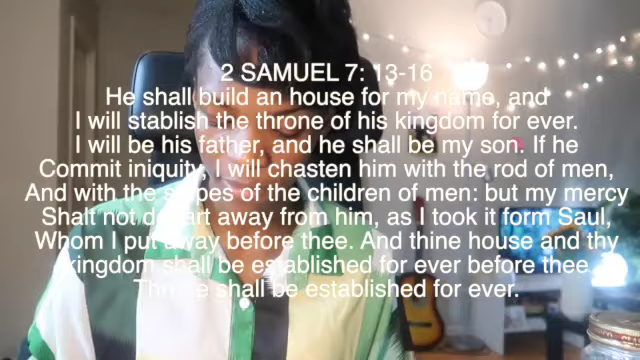 2 SAMUEL 7: 13-16
He shall build an house for my name, and
I will stablish the throne of his kingdom for ever.
I will be his father, and he shall be my son. If he
Commit iniquity, I will chasten him with the rod of men,
And with the stripes of the children of men: but my mercy
Shalt not depart away from him, as I took it form Saul,
Whom I put away before thee. And thine house and thy
kingdom shall be established for ever before thee
Throne shall be established for ever.